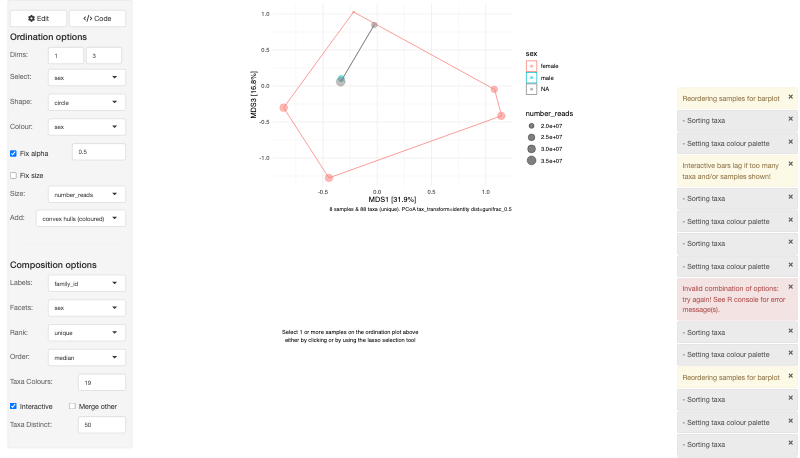 Edit
</> Code
Ordination options
Dims: 1 3
Select: sex
Shape: circle
Colour: sex
Fix alpha 0.5
Fix size
Size: number_reads
Add: convex hulls (coloured)
Composition options
Labels: family_id
Facets: sex
Rank: unique
Order: median
Taxa Colours: 19
Interactive Merge other
Taxa Distinct: 50
MDS3 [16.8%]
1.0
0.5
0.0
-0.5
-1.0
-0.5 0.0 0.5 1.0
MDS1 [31.9%]
8 samples & 88 taxa (unique). PCoA tax_transform=identity dist=gunifrac_0.5
sex
female
male
NA
number_reads
2.0e+07
2.5e+07
3.0e+07
3.5e+07
Select 1 or more samples on the ordination plot above
either by clicking or by using the lasso selection tool
Reordering samples for barplot ×
- Sorting taxa ×
- Setting taxa colour palette ×
Interactive bars lag if too many ×
taxa and/or samples shown!
- Sorting taxa ×
- Setting taxa colour palette ×
- Sorting taxa ×
- Setting taxa colour palette ×
Invalid combination of options: ×
try again! See R console for error
message(s).
- Sorting taxa ×
- Setting taxa colour palette ×
Reordering samples for barplot ×
- Sorting taxa ×
- Setting taxa colour palette ×
- Sorting taxa ×